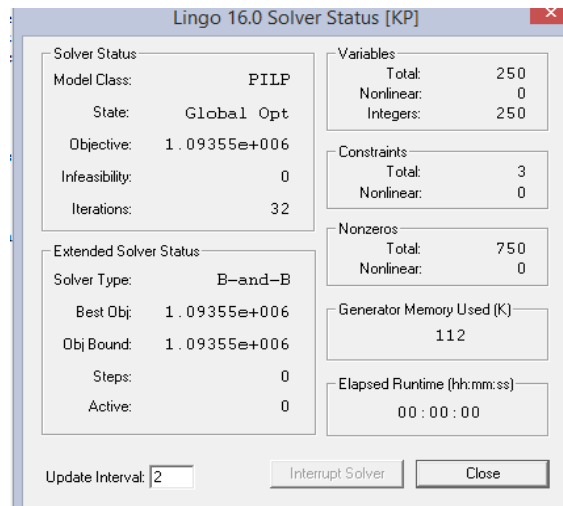 Lingo 16.0 Solver Status [KP]
Solver Status
Model Class: PILP
State: Global Opt
Objective: 1.09355e+006
Infeasibility: 0
Iterations: 32
Extended Solver Status
Solver Type: B-and-B
Best Obj: 1.09355e+006
Obj Bound: 1.09355e+006
Steps: 0
Active: 0
Variables
Total: 250
Nonlinear: 0
Integers: 250
Constraints
Total: 3
Nonlinear: 0
Nonzeros
Total: 750
Nonlinear: 0
Generator Memory Used (K)
112
Elapsed Runtime (hh:mm:ss)
00:00:00
Update Interval: 2
Interrupt Solver
Close